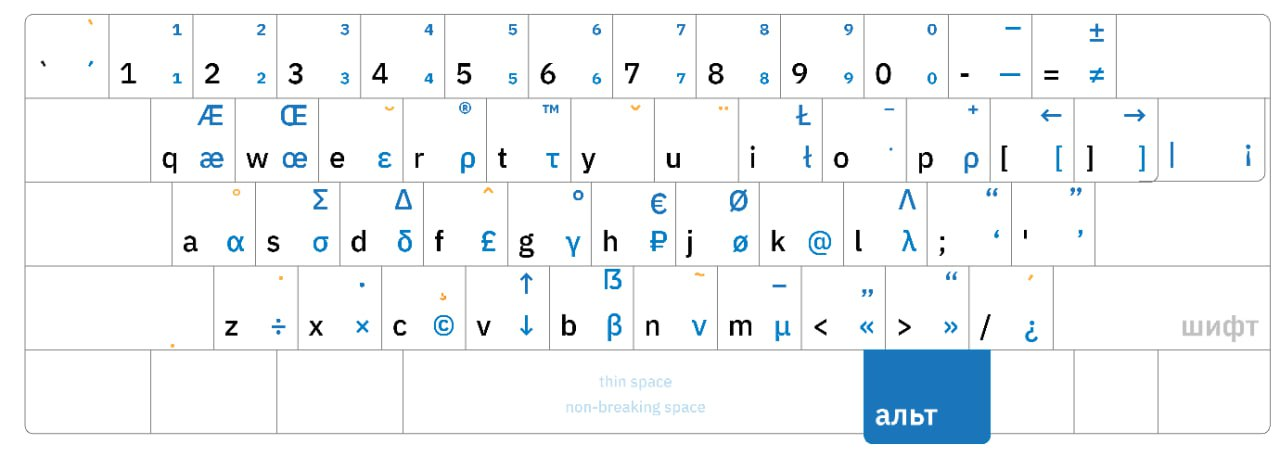 ` 1 2 3 4 5 6 7 8 9 0 — ±
` ′ 1 1 2 2 3 3 4 4 5 5 6 6 7 7 8 8 9 9 0 0 - — = ≠
Æ Œ ˘ ® ™ ˇ ¨ Ł ¯ + ← →
q æ w œ e ε r ρ t τ y u i ł o ˙ p ρ [ [ ] ] | ¡
° Σ Δ ˆ ° € Ø Λ “ ”
a α s σ d δ f £ g γ h ₽ j ø k @ l λ ; ‘ ' ’
˙ · ¸ ↑ ẞ ˜ – „ “ ´
. z ÷ x × c © v ↓ b β n ν m μ < « > » / ¿ шифт
thin space
non-breaking space
альт